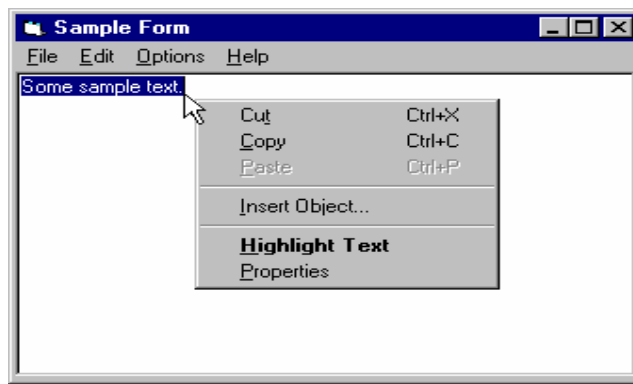 Sample Form
File Edit Options Help
Some sample text.
Cut Ctrl+X
Copy Ctrl+C
Paste Ctrl+P
Insert Object...
Highlight Text
Properties